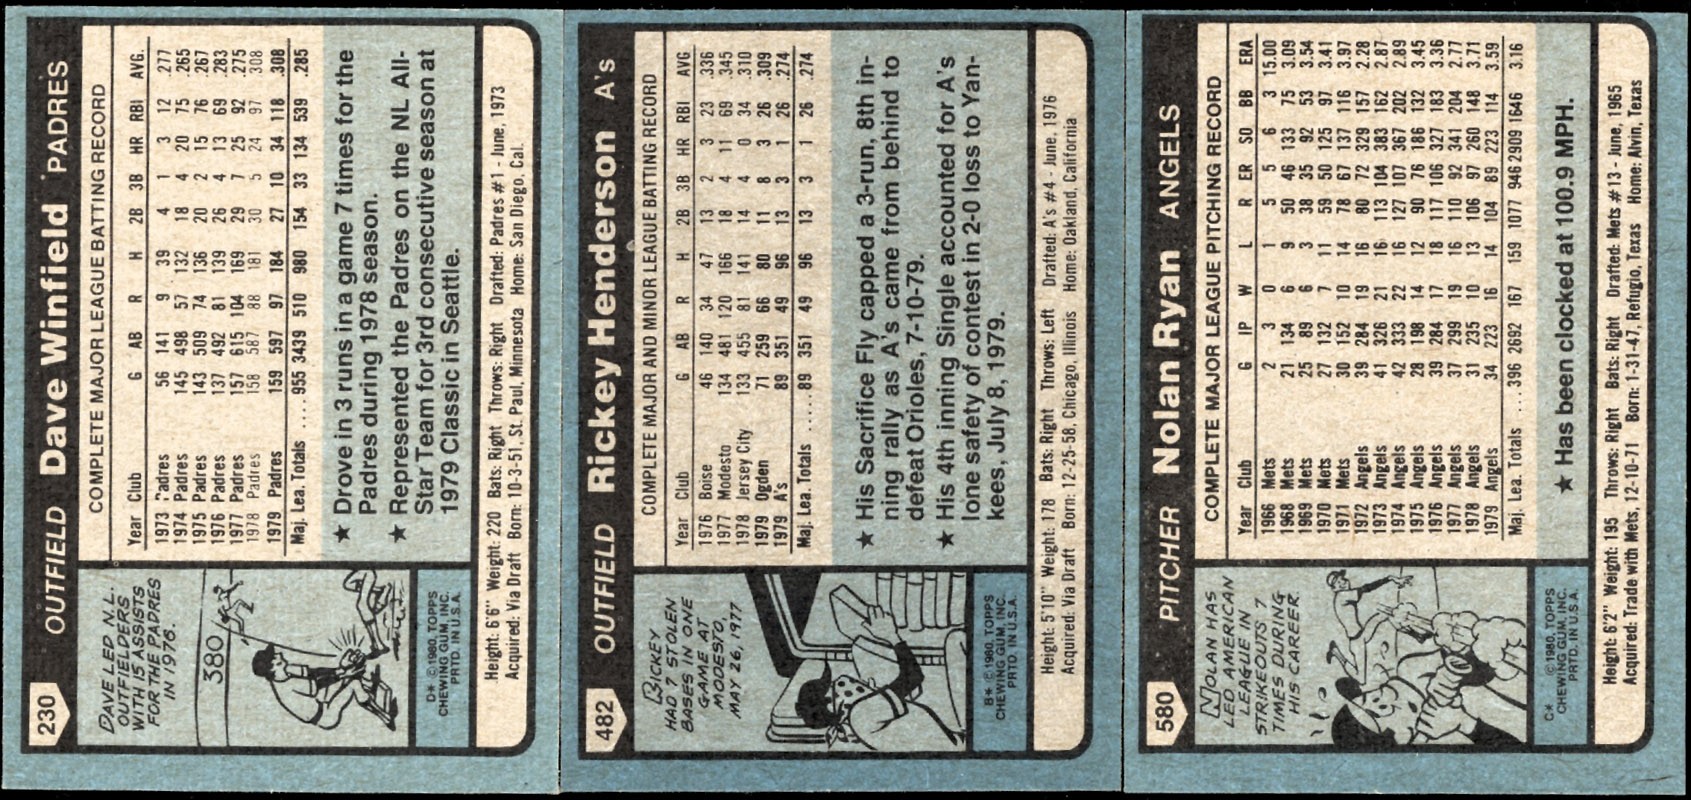 230
OUTFIELD Dave Winfield PADRES
DAVE LED N.L.
OUTFIELDERS
WITH 15 ASSISTS
FOR THE PADRES
IN 1976.
380
D* © 1980 TOPPS
CHEWING GUM, INC.
PRTD. IN U.S.A.
COMPLETE MAJOR LEAGUE BATTING RECORD
Year Club G AB R H 2B 3B HR RBI AVG.
1973 Padres 56 141 9 39 4 1 3 12 .277
1974 Padres 145 498 57 132 18 4 20 75 .265
1975 Padres 143 509 74 136 20 2 15 76 .267
1976 Padres 137 492 81 139 26 4 13 69 .283
1977 Padres 157 615 104 169 29 7 25 92 .275
1978 Padres 158 587 88 181 30 5 24 97 .308
1979 Padres 159 597 97 184 27 10 34 118 .308
Maj. Lea. Totals .... 955 3439 510 980 154 33 134 539 .285
★ Drove in 3 runs in a game 7 times for the
Padres during 1978 season.
★ Represented the Padres on the NL All-
Star Team for 3rd consecutive season at
1979 Classic in Seattle.
Height: 6'6" Weight: 220 Bats: Right Throws: Right Drafted: Padres #1 - June, 1973
Acquired: Via Draft Born: 10-3-51, St. Paul, Minnesota Home: San Diego, Cal.
482
OUTFIELD Rickey Henderson A's
RICKEY
HAD 7 STOLEN
BASES IN ONE
GAME AT
MODESTO,
MAY 26, 1977
B* © 1980 TOPPS
CHEWING GUM, INC.
PRTD. IN U.S.A.
COMPLETE MAJOR AND MINOR LEAGUE BATTING RECORD
Year Club G AB R H 2B 3B HR RBI AVG
1976 Boise 46 140 34 47 13 2 3 23 .336
1977 Modesto 134 481 120 166 18 4 11 69 .345
1978 Jersey City 133 455 81 141 14 4 0 34 .310
1979 Ogden 71 259 66 80 11 8 3 26 .309
1979 A's 89 351 49 96 13 3 1 26 .274
Maj. Lea. Totals ..... 89 351 49 96 13 3 1 26 .274
★ His Sacrifice Fly capped a 3-run, 8th in-
ning rally as A's came from behind to
defeat Orioles, 7-10-79.
★ His 4th inning Single accounted for A's
lone safety of contest in 2-0 loss to Yan-
kees, July 8, 1979.
Height: 5'10" Weight: 178 Bats: Right Throws: Left Drafted: A's #4 - June, 1976
Acquired: Via Draft Born: 12-25-58, Chicago, Illinois Home: Oakland, California
580
PITCHER Nolan Ryan ANGELS
NOLAN HAS
LED AMERICAN
LEAGUE IN
STRIKEOUTS 7
TIMES DURING
HIS CAREER.
C* © 1980 TOPPS
CHEWING GUM, INC.
PRTD. IN U.S.A.
COMPLETE MAJOR LEAGUE PITCHING RECORD
Year Club G IP W L R ER SO BB ERA
1966 Mets 2 3 0 1 5 5 6 3 15.00
1968 Mets 21 134 6 9 50 46 133 75 3.09
1969 Mets 25 89 6 3 38 35 92 53 3.54
1970 Mets 27 132 7 11 59 50 125 97 3.41
1971 Mets 30 152 10 14 78 67 137 116 3.97
1972 Angels 39 284 19 16 80 72 329 157 2.28
1973 Angels 41 326 21 16 113 104 383 162 2.87
1974 Angels 42 333 22 16 127 107 367 202 2.89
1975 Angels 28 198 14 12 90 76 186 132 3.45
1976 Angels 39 284 17 18 117 106 327 183 3.36
1977 Angels 37 299 19 16 110 92 341 204 2.77
1978 Angels 31 235 10 13 106 97 260 148 3.71
1979 Angels 34 223 16 14 104 89 223 114 3.59
Maj. Lea. Totals ... 396 2692 167 159 1077 946 2909 1646 3.16
★ Has been clocked at 100.9 MPH.
Height 6'2" Weight: 195 Throws: Right Bats: Right Drafted: Mets #13 - June, 1965
Acquired: Trade with Mets, 12-10-71 Born: 1-31-47, Refugio, Texas Home: Alvin, Texas